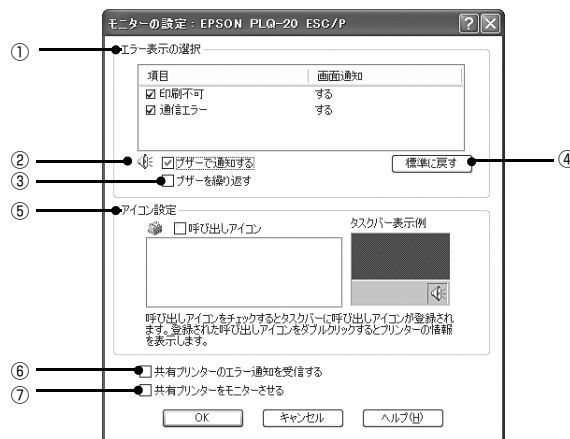 モニターの設定：EPSON PLQ-20 ESC/P
① エラー表示の選択
項目 画面通知
印刷不可 する
通信エラー する
② ブザーで通知する 標準に戻す ④
③ ブザーを繰り返す
⑤ アイコン設定
呼び出しアイコン タスクバー表示例
呼び出しアイコンをチェックするとタスクバーに呼び出しアイコンが登録され
ます。登録された呼び出しアイコンをダブルクリックするとプリンターの情報
を表示します。
⑥ 共有プリンターのエラー通知を受信する
⑦ 共有プリンターをモニターさせる
OK キャンセル ヘルプ(H)